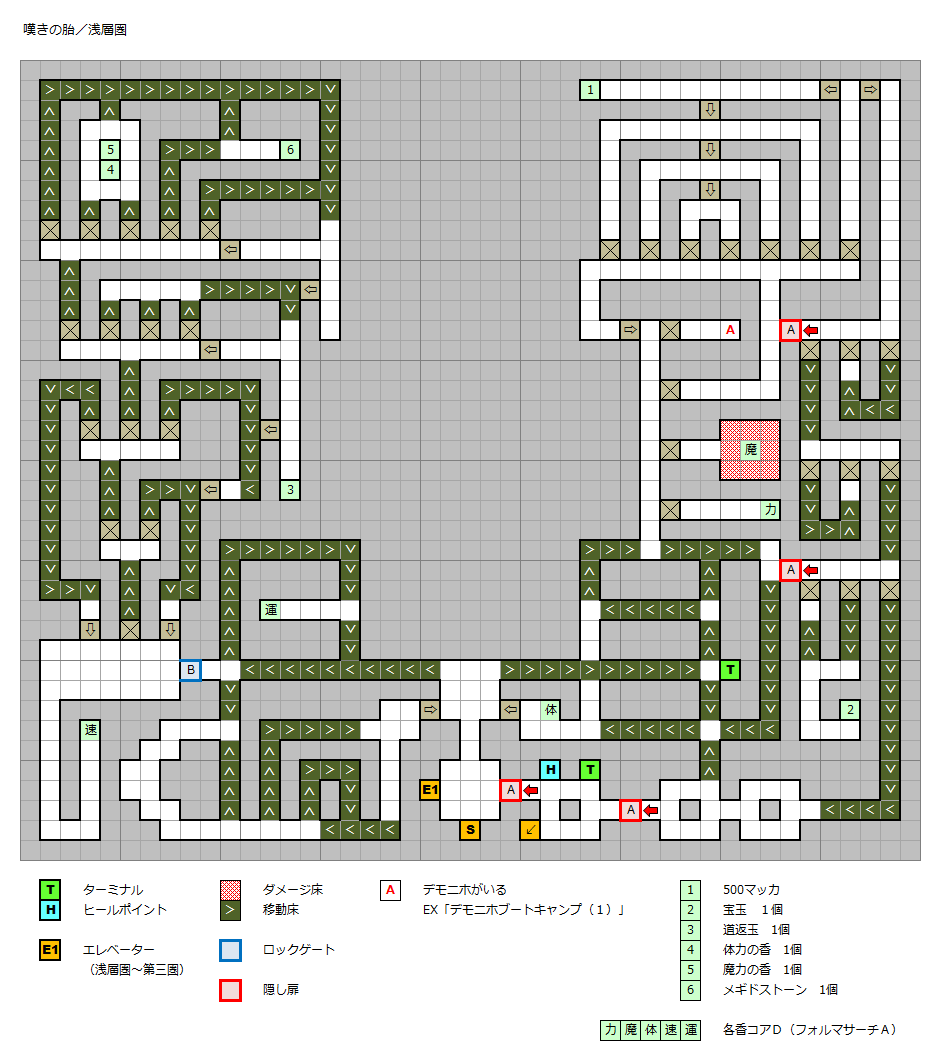 嘆きの胎/浅層圏
1
5
6
4
A
A
魔
3
力
A
運
B
T
体
2
速
H
T
E1
A
A
S
T ターミナル ダメージ床 A デモニホがいる 1 500マッカ
H ヒールポイント > 移動床 EX「デモニホブートキャンプ(1)」 2 宝玉 1個
3 道返玉 1個
E1 エレベーター ロックゲート 4 体力の香 1個
(浅層圏~第三圏) 5 魔力の香 1個
隠し扉 6 メギドストーン 1個
力 魔 体 速 運 各香コアD(フォルマサーチA)